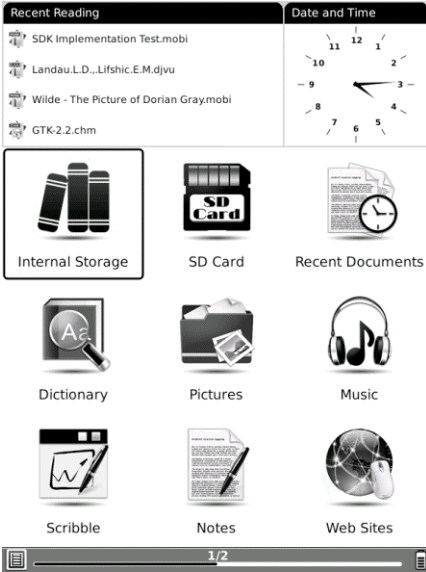 Recent Reading
Date and Time
SDK Implementation Test.mobi
Landau.L.D.,.Lifshic.E.M.djvu
Wilde - The Picture of Dorian Gray.mobi
GTK-2.2.chm
12
1
2
3
4
5
6
7
8
9
10
11
SD
Card
Internal Storage
SD Card
Recent Documents
Aa
Dictionary
Pictures
Music
Scribble
Notes
Web Sites
1/2